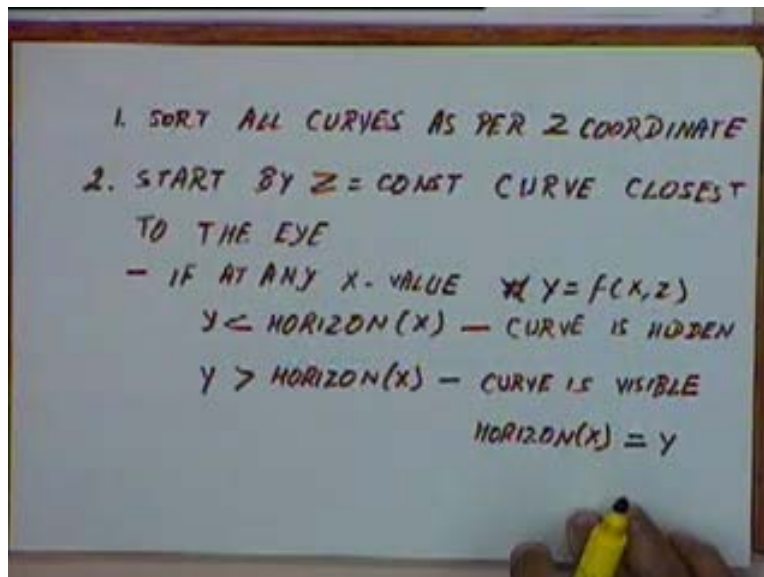 1. SORT ALL CURVES AS PER Z COORDINATE
2. START BY Z = CONST CURVE CLOSEST
TO THE EYE
- IF AT ANY X-VALUE Y = f(X,Z)
Y < HORIZON(X) - CURVE IS HIDDEN
Y > HORIZON(X) - CURVE IS VISIBLE
HORIZON(X) = Y